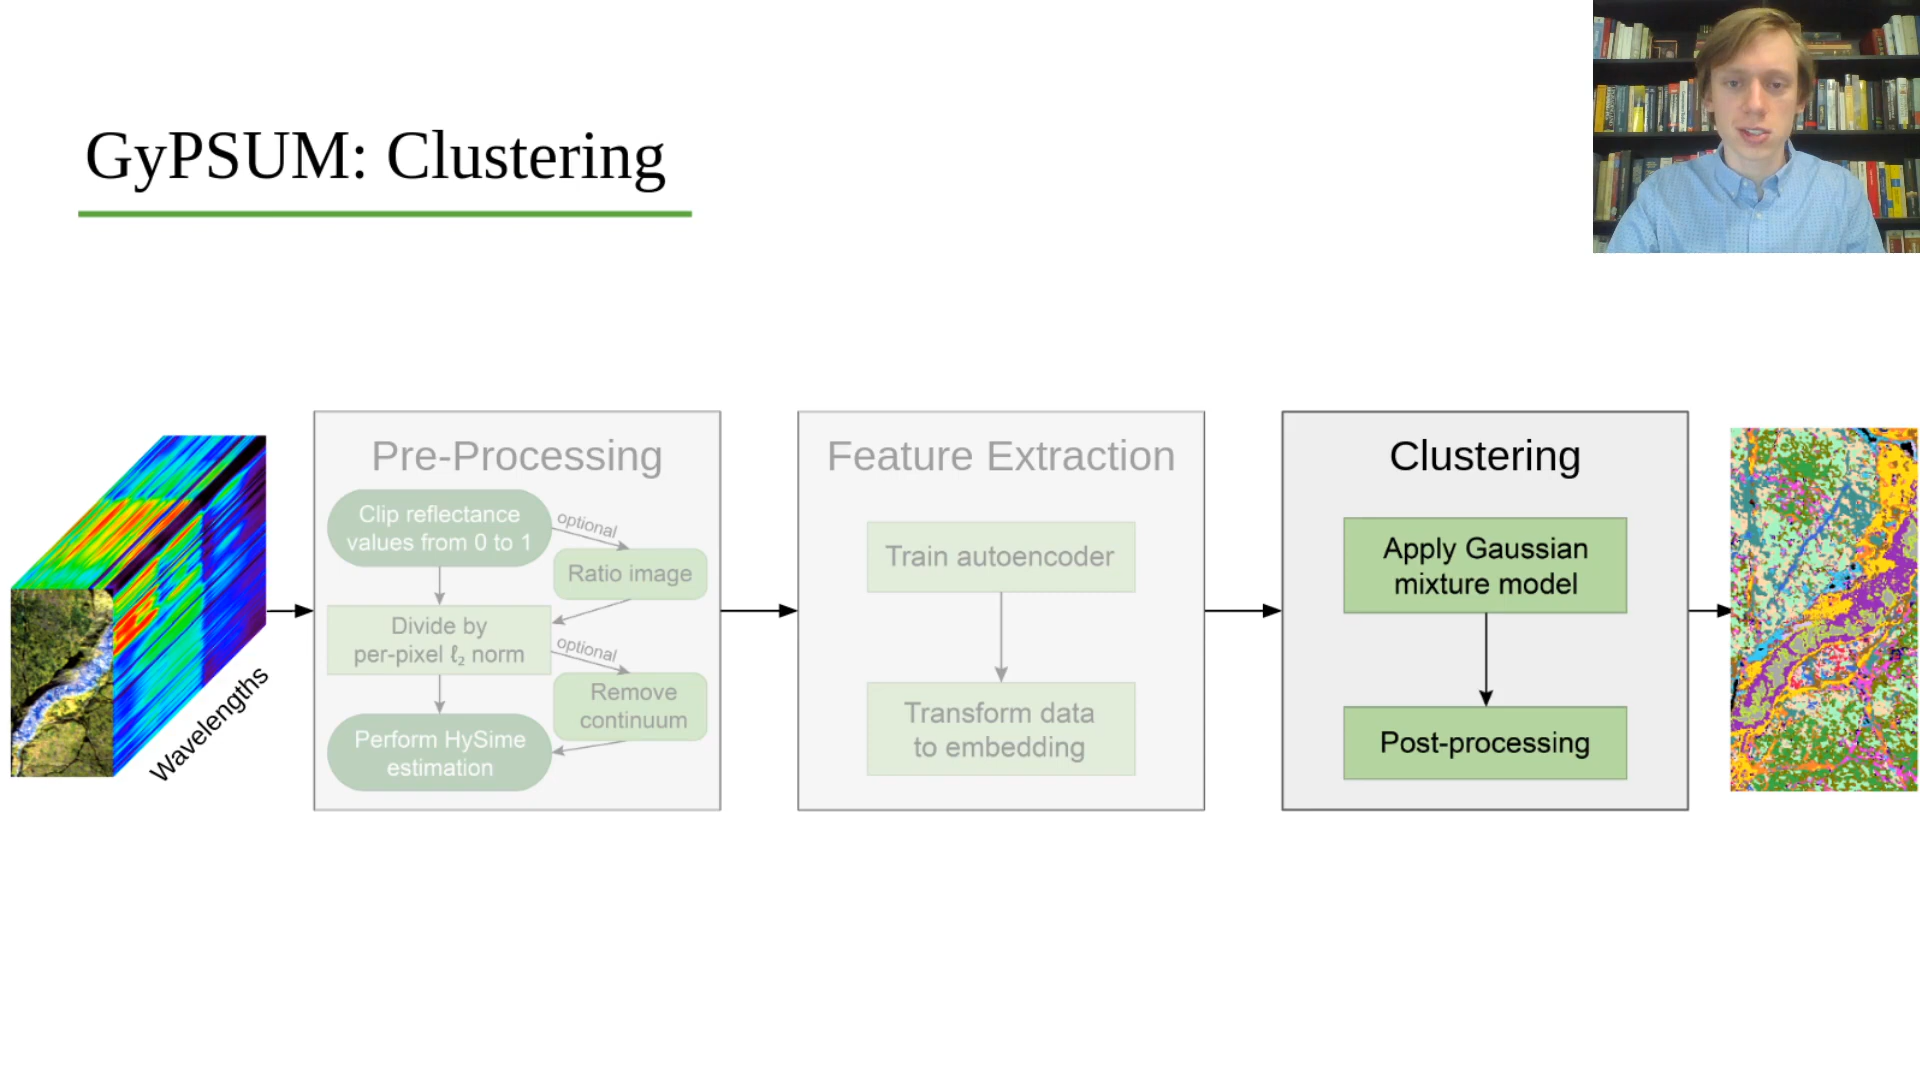 GyPSUM: Clustering
Wavelengths
Pre-Processing
Clip reflectance
values from 0 to 1
optional
Ratio image
Divide by
per-pixel ℓ₂ norm
optional
Remove
continuum
Perform HySime
estimation
Feature Extraction
Train autoencoder
Transform data
to embedding
Clustering
Apply Gaussian
mixture model
Post-processing